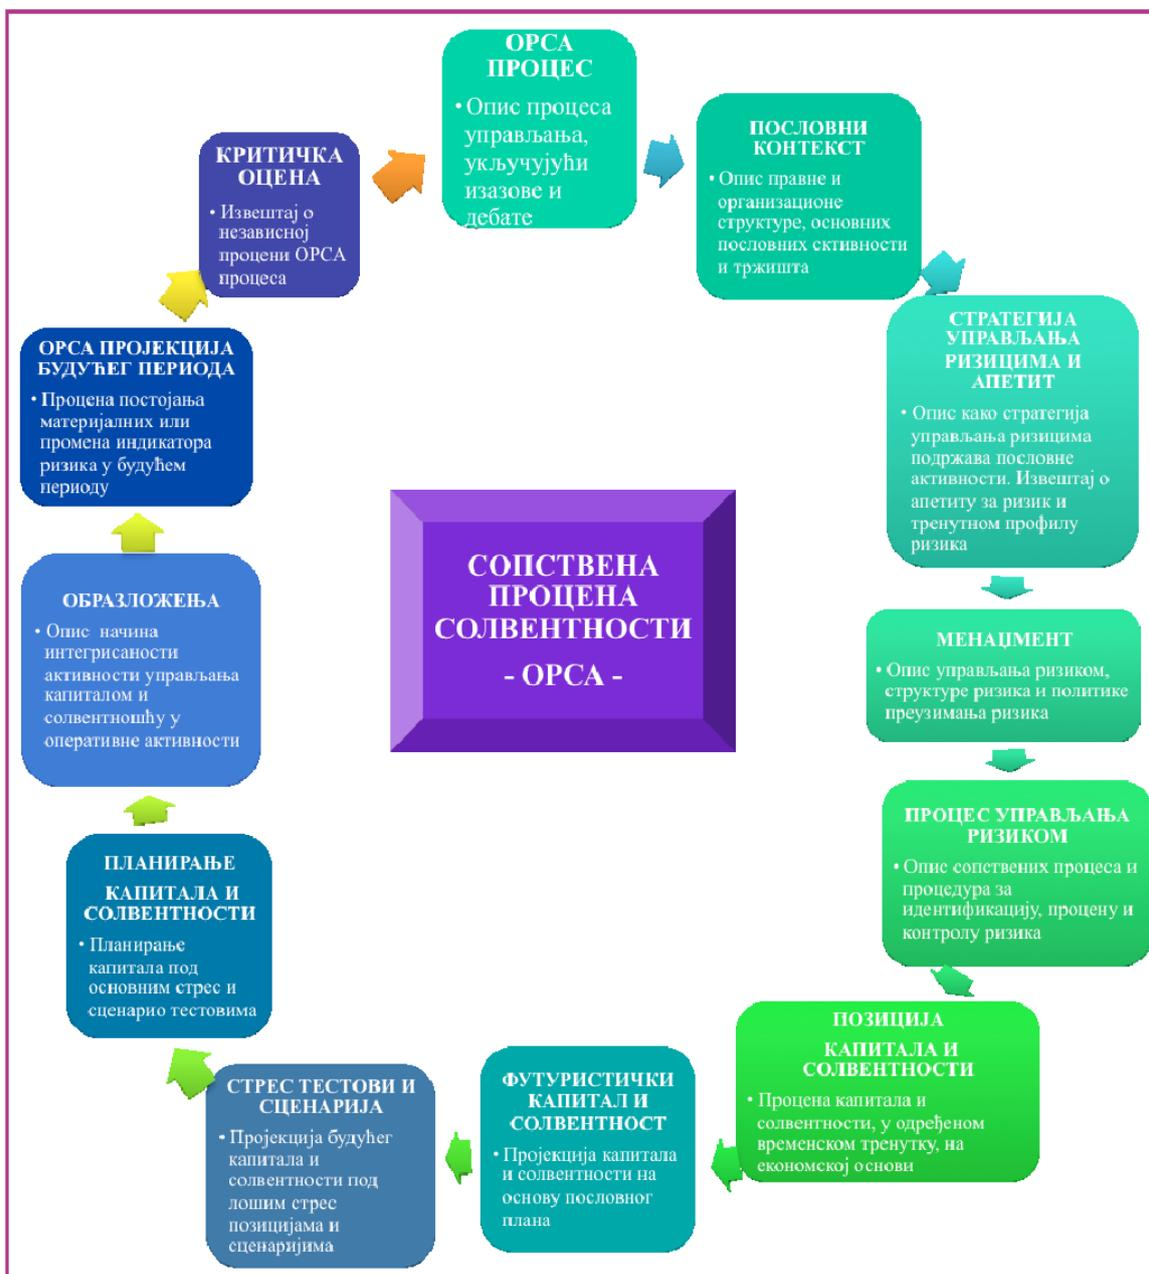 ОРСА
ПРОЦЕС
• Опис процеса
управљања,
укључујући
изазове и
дебате
ПОСЛОВНИ
КОНТЕКСТ
• Опис правне и
организационе
структуре, основних
пословних сктивности
и тржишта
СТРАТЕГИЈА
УПРАВЉАЊА
РИЗИЦИМА И
АПЕТИТ
• Опис како стратегија
управљања ризицима
подржава пословне
активности. Извештај о
апетиту за ризик и
тренутном профилу
ризика
МЕНАЏМЕНТ
• Опис управљања ризиком,
структуре ризика и политике
преузимања ризика
ПРОЦЕС УПРАВЉАЊА
РИЗИКОМ
• Опис сопствених процеса и
процедура за
идентификацију, процену и
контролу ризика
ПОЗИЦИЈА
КАПИТАЛА И
СОЛВЕНТНОСТИ
• Процена капитала и
солвентности, у одређеном
временском тренутку, на
економској основи
ФУТУРИСТИЧКИ
КАПИТАЛ И
СОЛВЕНТНОСТ
• Пројекција капитала
и солвентности на
основу пословног
плана
СТРЕС ТЕСТОВИ И
СЦЕНАРИЈА
• Пројекција будућег
капитала и
солвентности под
лошим стрес
позицијама и
сценаријима
ПЛАНИРАЊЕ
КАПИТАЛА И
СОЛВЕНТНОСТИ
• Планирање
капитала под
основним стрес и
сценарио тестовима
ОБРАЗЛОЖЕЊА
• Опис начина
интегрисаности
активности управљања
капиталом и
солвентношћу у
оперативне активности
ОРСА ПРОЈЕКЦИЈА
БУДУЋЕГ ПЕРИОДА
• Процена постојања
материјалних или
промена индикатора
ризика у будућем
периоду
КРИТИЧКА
ОЦЕНА
• Извештај о
независној
процени ОРСА
процеса
СОПСТВЕНА
ПРОЦЕНА
СОЛВЕНТНОСТИ
- ОРСА -